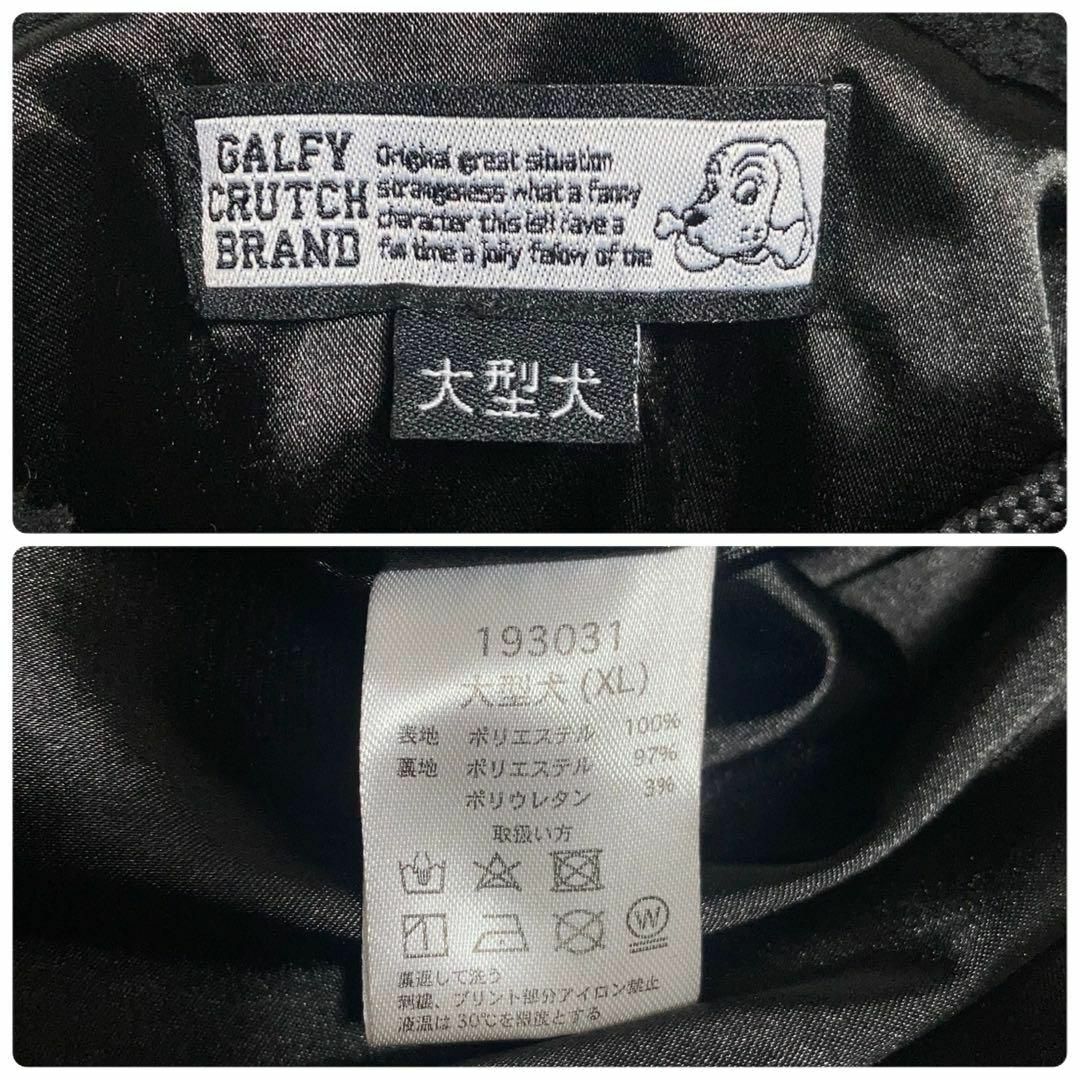 GALFY
CRUTCH
BRAND
Original great situation
strangeness what a fanny
character this is!! Have a
fal time a jolly fellow of the
大型犬
193031
大型犬(XL)
表地 ポリエステル 100%
裏地 ポリエステル 97%
ポリウレタン 3%
取扱い方
W
裏返して洗う
刺繍、プリント部分アイロン禁止
液温は30℃を限度とする